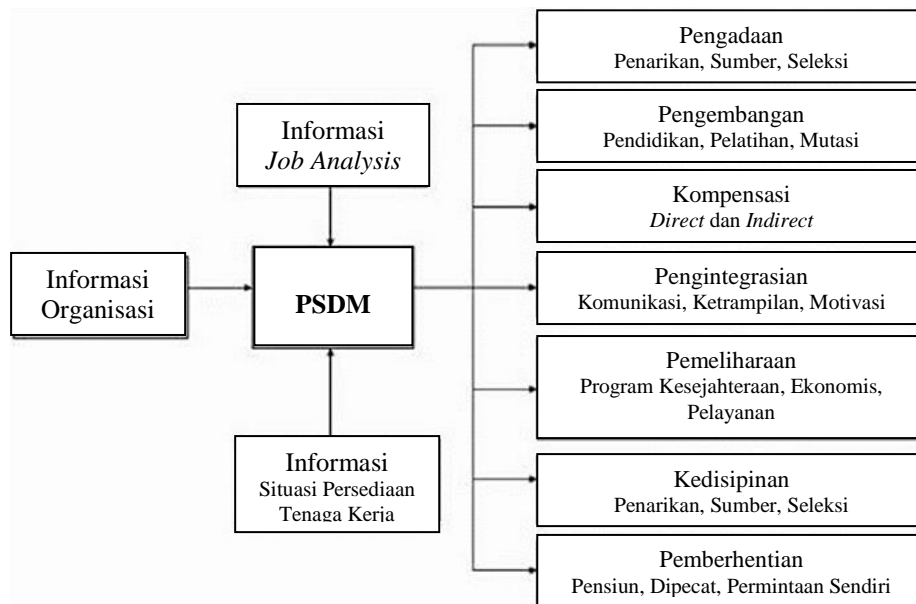 Informasi
Organisasi
Informasi
Job Analysis
PSDM
Informasi
Situasi Persediaan
Tenaga Kerja
Pengadaan
Penarikan, Sumber, Seleksi
Pengembangan
Pendidikan, Pelatihan, Mutasi
Kompensasi
Direct dan Indirect
Pengintegrasian
Komunikasi, Ketrampilan, Motivasi
Pemeliharaan
Program Kesejahteraan, Ekonomis,
Pelayanan
Kedisipinan
Penarikan, Sumber, Seleksi
Pemberhentian
Pensiun, Dipecat, Permintaan Sendiri